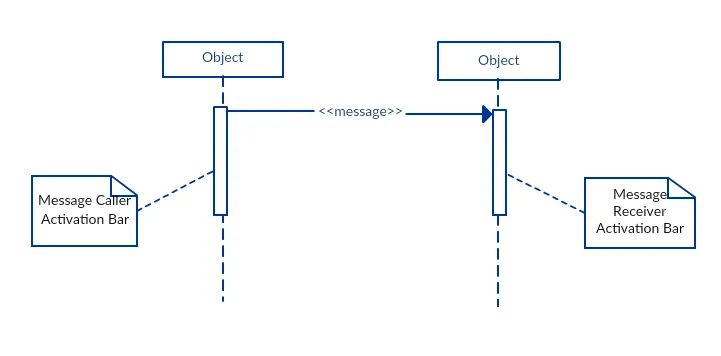 Object
Object
<<message>>
Message Caller
Activation Bar
Message
Receiver
Activation Bar